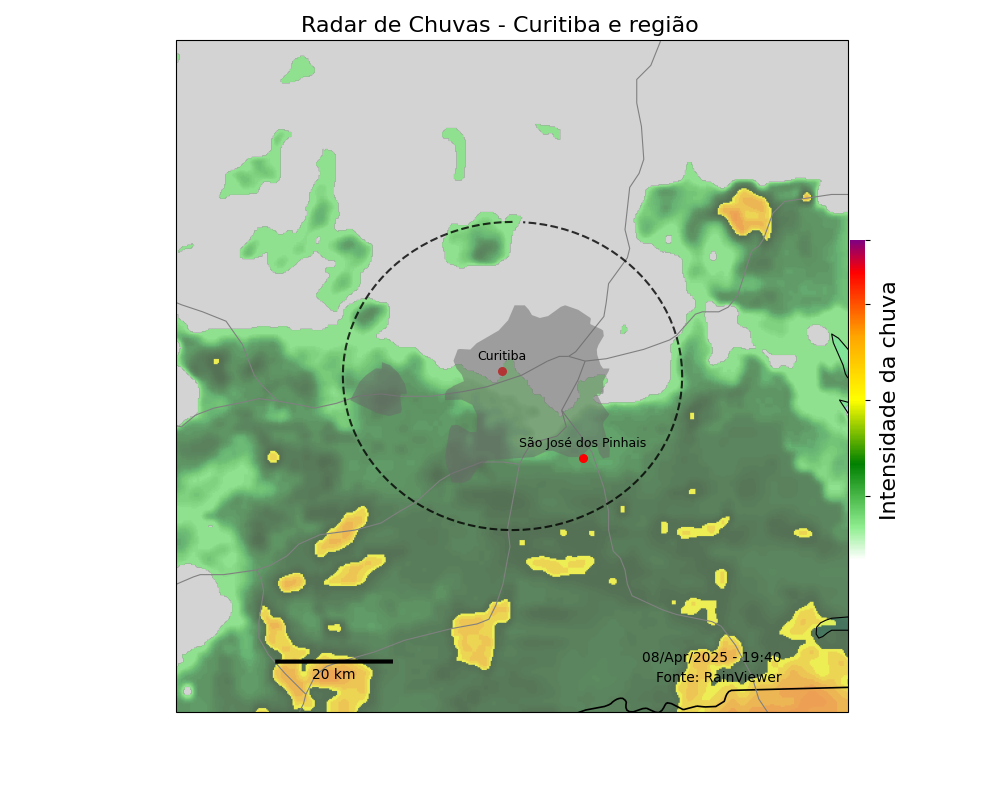 Radar de Chuvas - Curitiba e região
Curitiba
São José dos Pinhais
Intensidade da chuva
08/Apr/2025 - 19:40
20 km
Fonte: RainViewer